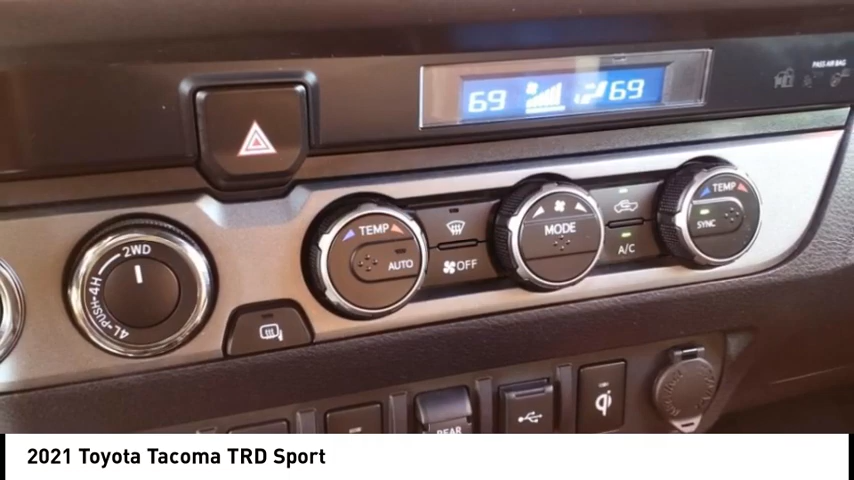 69 69
PASS AIR BAG
TEMP
AUTO
OFF
MODE
A/C
TEMP
SYNC
2WD
4L-PUSH-4H
REAR
qi
2021 Toyota Tacoma TRD Sport